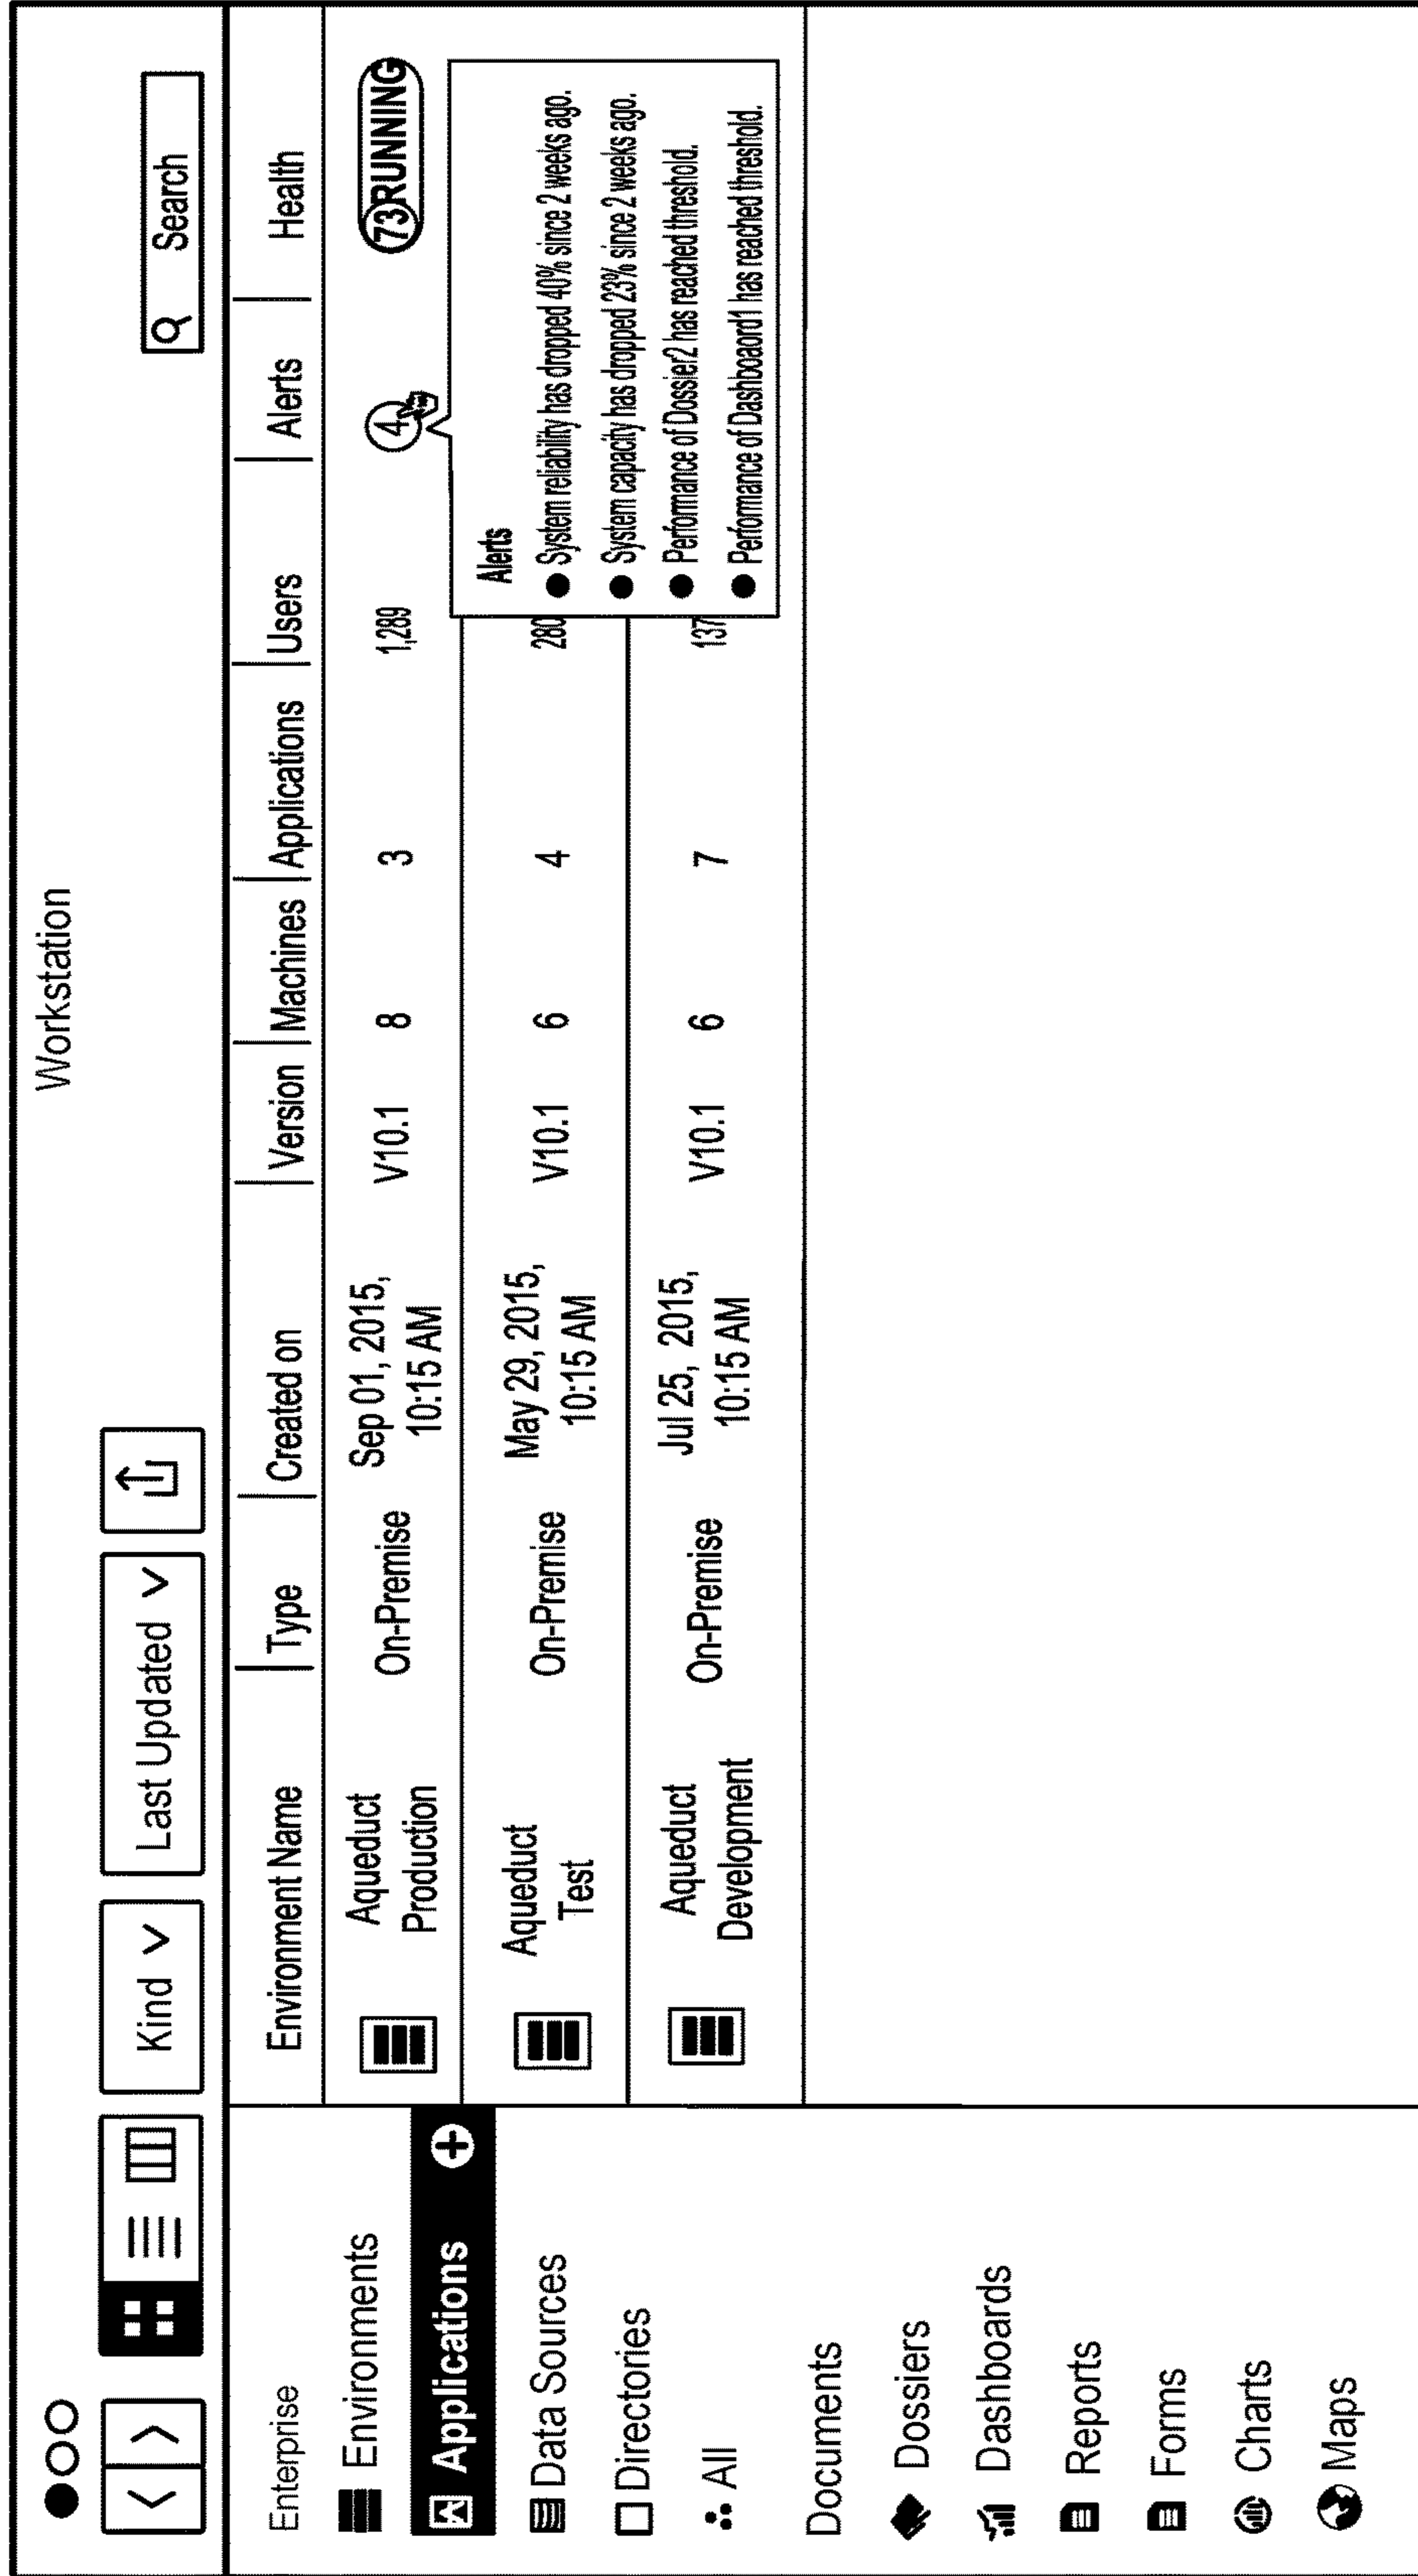 Workstation
Kind
Last Updated
Search
Enterprise
Environments
Applications
Data Sources
Directories
All
Documents
Dossiers
Dashboards
Reports
Forms
Charts
Maps
Environment Name Type Created on Version Machines Applications Users Alerts Health
Aqueduct On-Premise Sep 01, 2015, V10.1 8 3 1,289 4 73RUNNING
Production 10:15 AM
Aqueduct On-Premise May 29, 2015, V10.1 6 4 280
Test 10:15 AM
Aqueduct On-Premise Jul 25, 2015, V10.1 6 7 137
Development 10:15 AM
Alerts
System reliability has dropped 40% since 2 weeks ago.
System capacity has dropped 23% since 2 weeks ago.
Performance of Dossier2 has reached threshold.
Performance of Dashbaord1 has reached threshold.